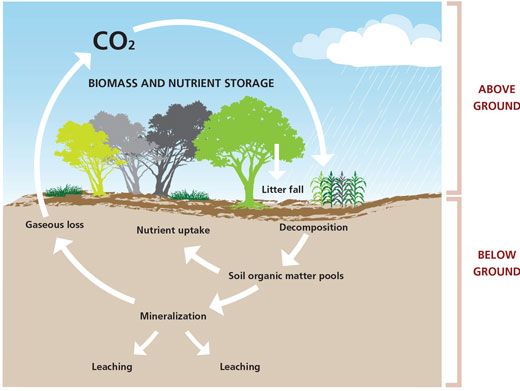 CO2
BIOMASS AND NUTRIENT STORAGE
ABOVE
GROUND
Litter fall
Gaseous loss
Nutrient uptake
Decomposition
BELOW
GROUND
Soil organic matter pools
Mineralization
Leaching
Leaching